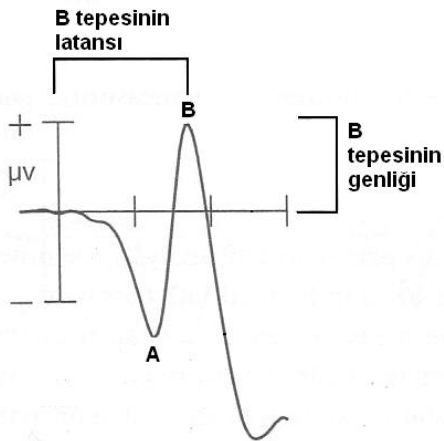 B tepesinin
latansı
B
+
µv
−
B
tepesinin
genliği
A